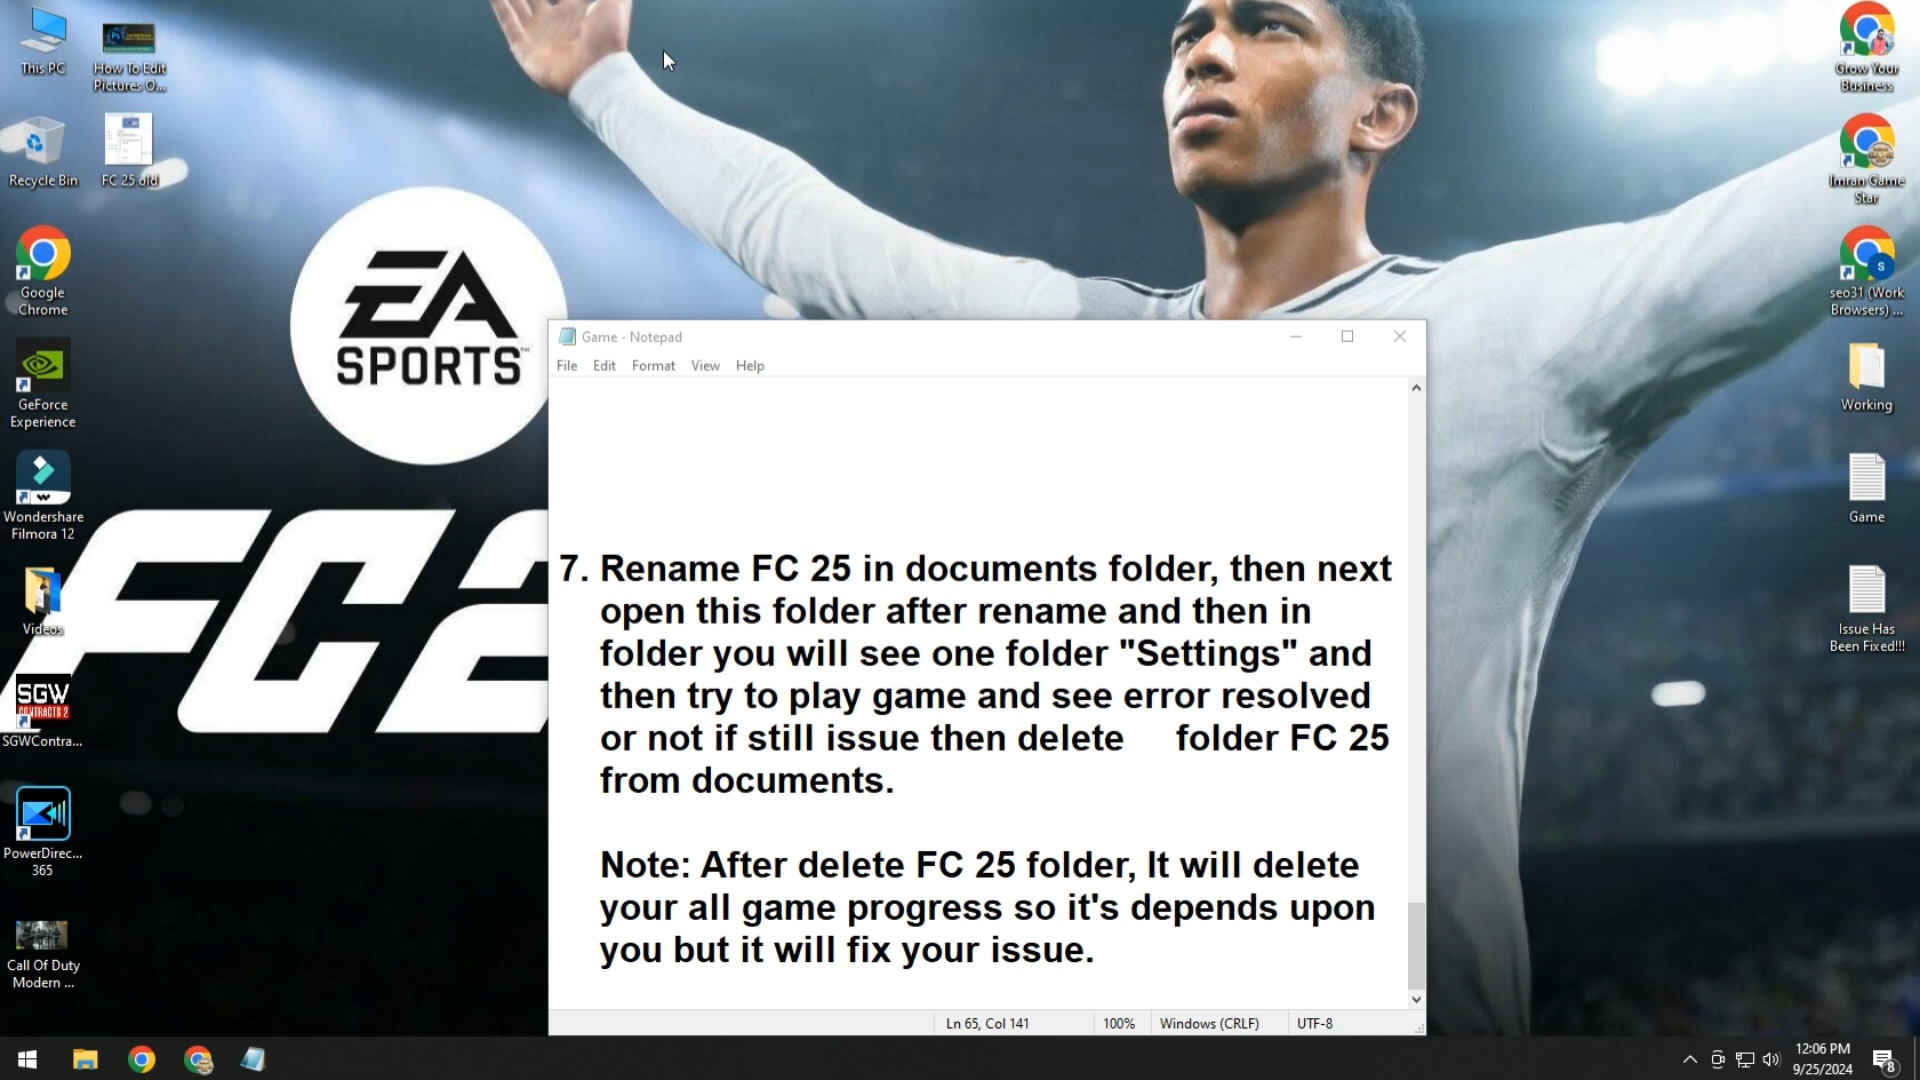 This PC
How To Edit
Pictures O...
Recycle Bin
FC 25 old
Google
Chrome
GeForce
Experience
Wondershare
Filmora 12
Videos
SGW
CONTRACTS 2
SGWContra...
PowerDirec...
365
Call Of Duty
Modern ...
EA
SPORTS™
FC2
Game - Notepad
File Edit Format View Help
7. Rename FC 25 in documents folder, then next
open this folder after rename and then in
folder you will see one folder "Settings" and
then try to play game and see error resolved
or not if still issue then delete folder FC 25
from documents.
Note: After delete FC 25 folder, It will delete
your all game progress so it's depends upon
you but it will fix your issue.
Ln 65, Col 141 100% Windows (CRLF) UTF-8
Grow Your
Business
Imran Game
Star
S
seo31 (Work
Browsers) ...
Working
Game
Issue Has
Been Fixed!!!
12:06 PM
9/25/2024
8